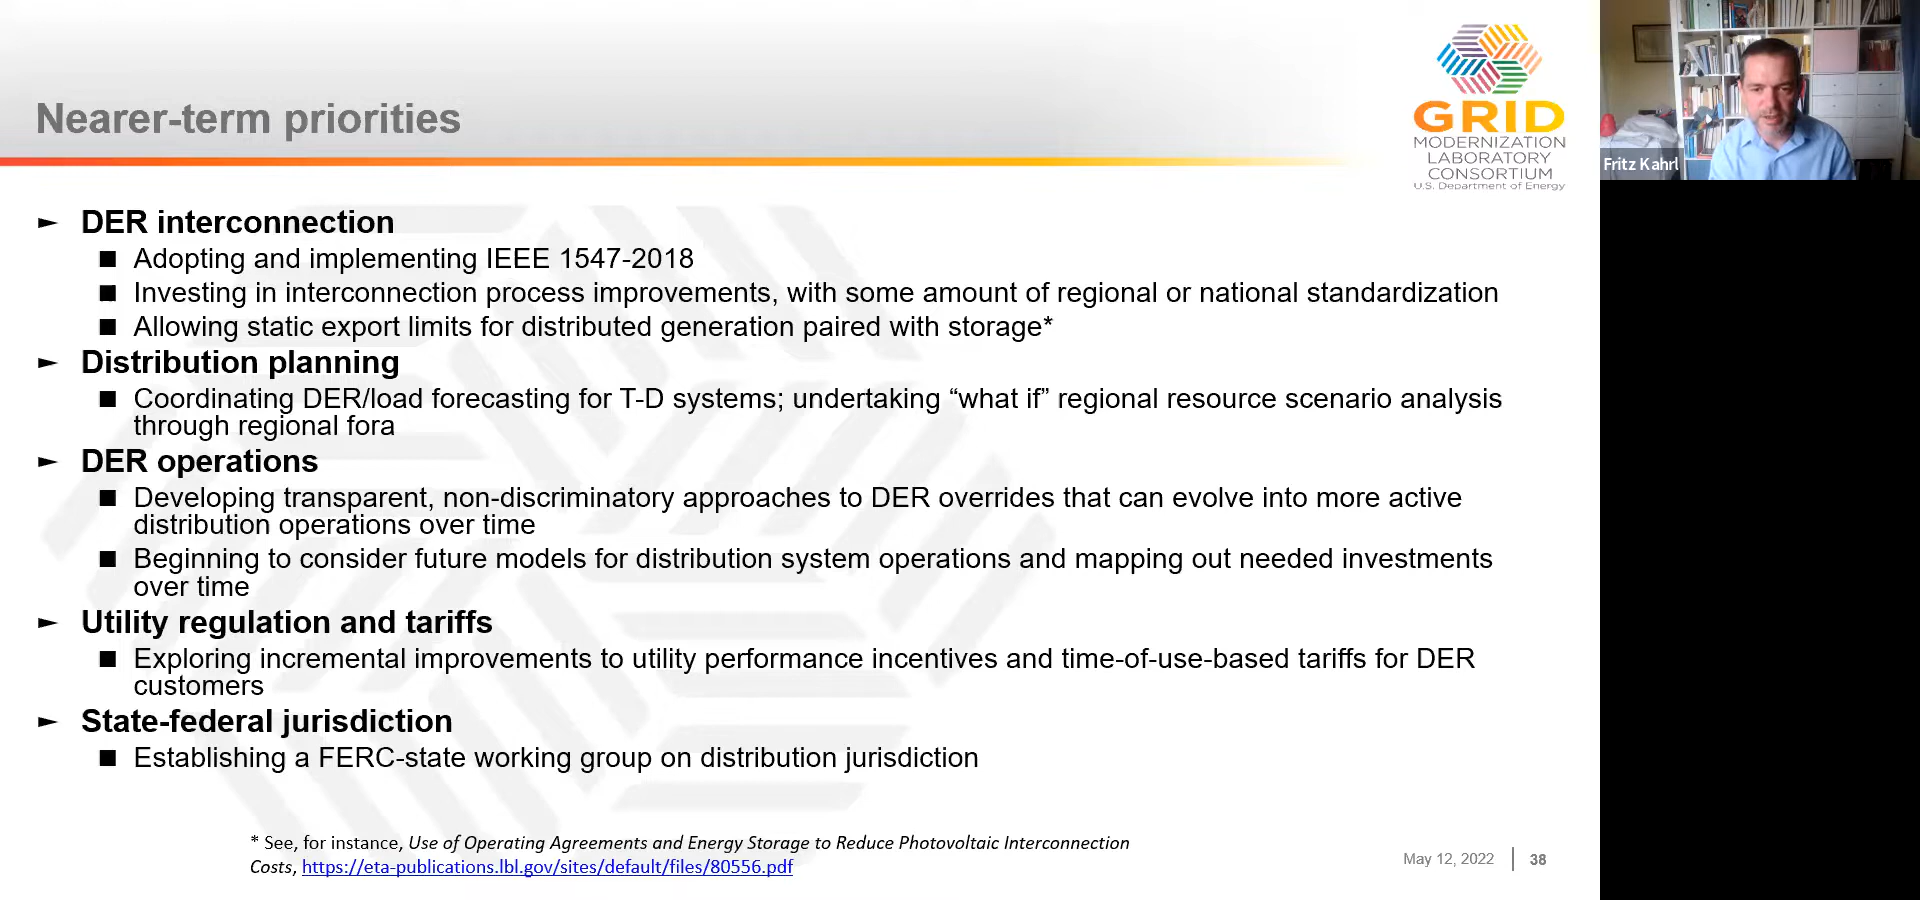 Nearer-term priorities
GRID
MODERNIZATION
LABORATORY
CONSORTIUM
U.S. Department of Energy
Fritz Kahrl
► DER interconnection
■ Adopting and implementing IEEE 1547-2018
■ Investing in interconnection process improvements, with some amount of regional or national standardization
■ Allowing static export limits for distributed generation paired with storage*
► Distribution planning
■ Coordinating DER/load forecasting for T-D systems; undertaking “what if” regional resource scenario analysis
through regional fora
► DER operations
■ Developing transparent, non-discriminatory approaches to DER overrides that can evolve into more active
distribution operations over time
■ Beginning to consider future models for distribution system operations and mapping out needed investments
over time
► Utility regulation and tariffs
■ Exploring incremental improvements to utility performance incentives and time-of-use-based tariffs for DER
customers
► State-federal jurisdiction
■ Establishing a FERC-state working group on distribution jurisdiction
* See, for instance, Use of Operating Agreements and Energy Storage to Reduce Photovoltaic Interconnection
Costs, https://eta-publications.lbl.gov/sites/default/files/80556.pdf
May 12, 2022 | 38